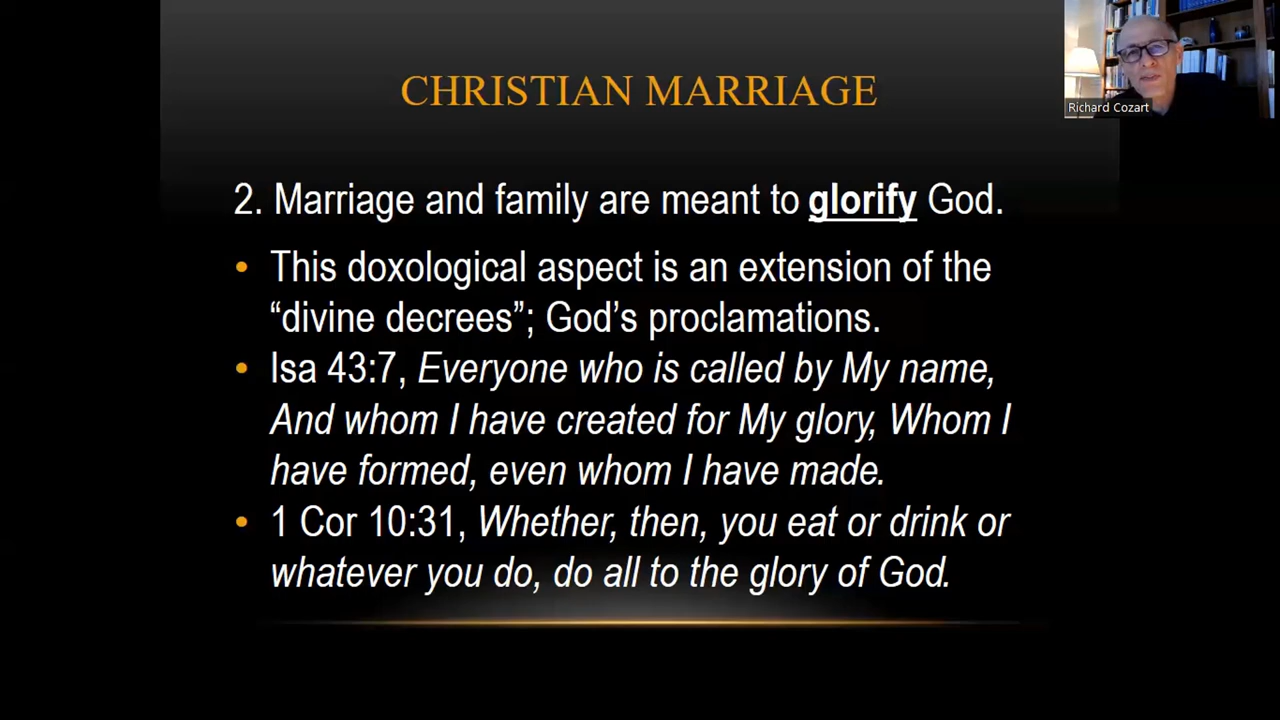 CHRISTIAN MARRIAGE
Richard Cozart
2. Marriage and family are meant to glorify God.
• This doxological aspect is an extension of the
“divine decrees”; God’s proclamations.
• Isa 43:7, Everyone who is called by My name,
And whom I have created for My glory, Whom I
have formed, even whom I have made.
• 1 Cor 10:31, Whether, then, you eat or drink or
whatever you do, do all to the glory of God.